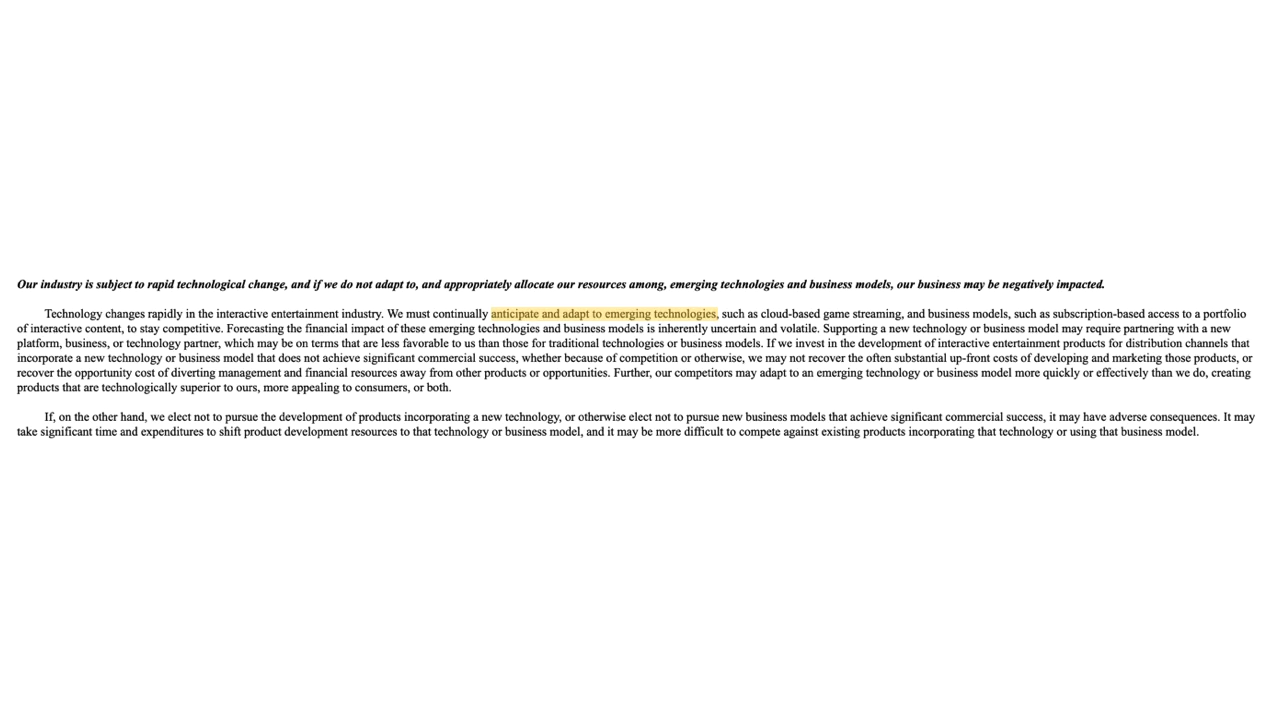 Our industry is subject to rapid technological change, and if we do not adapt to, and appropriately allocate our resources among, emerging technologies and business models, our business may be negatively impacted.
Technology changes rapidly in the interactive entertainment industry. We must continually anticipate and adapt to emerging technologies, such as cloud-based game streaming, and business models, such as subscription-based access to a portfolio
of interactive content, to stay competitive. Forecasting the financial impact of these emerging technologies and business models is inherently uncertain and volatile. Supporting a new technology or business model may require partnering with a new
platform, business, or technology partner, which may be on terms that are less favorable to us than those for traditional technologies or business models. If we invest in the development of interactive entertainment products for distribution channels that
incorporate a new technology or business model that does not achieve significant commercial success, whether because of competition or otherwise, we may not recover the often substantial up-front costs of developing and marketing those products, or
recover the opportunity cost of diverting management and financial resources away from other products or opportunities. Further, our competitors may adapt to an emerging technology or business model more quickly or effectively than we do, creating
products that are technologically superior to ours, more appealing to consumers, or both.
If, on the other hand, we elect not to pursue the development of products incorporating a new technology, or otherwise elect not to pursue new business models that achieve significant commercial success, it may have adverse consequences. It may
take significant time and expenditures to shift product development resources to that technology or business model, and it may be more difficult to compete against existing products incorporating that technology or using that business model.